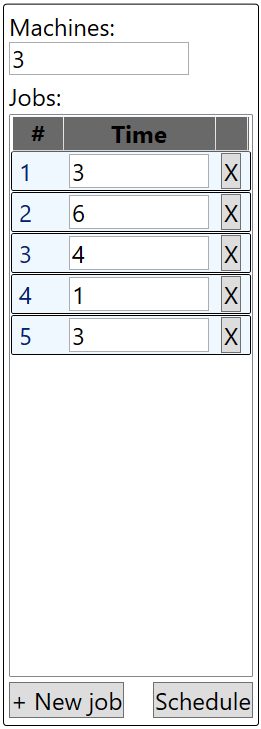 Machines:
3
Jobs:
# Time
1 3 X
2 6 X
3 4 X
4 1 X
5 3 X
+ New job Schedule